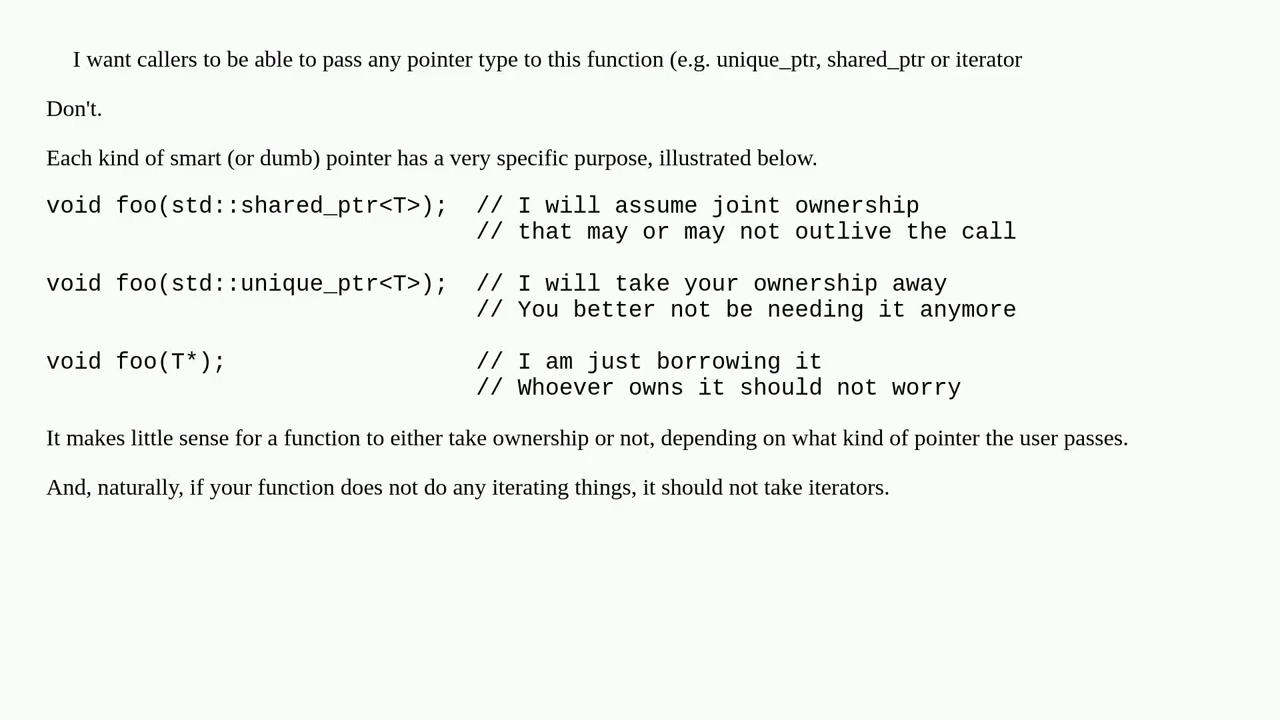 I want callers to be able to pass any pointer type to this function (e.g. unique_ptr, shared_ptr or iterator
Don't.
Each kind of smart (or dumb) pointer has a very specific purpose, illustrated below.
void foo(std::shared_ptr<T>);  // I will assume joint ownership
                               // that may or may not outlive the call
void foo(std::unique_ptr<T>);  // I will take your ownership away
                               // You better not be needing it anymore
void foo(T*);                  // I am just borrowing it
                               // Whoever owns it should not worry
It makes little sense for a function to either take ownership or not, depending on what kind of pointer the user passes.
And, naturally, if your function does not do any iterating things, it should not take iterators.